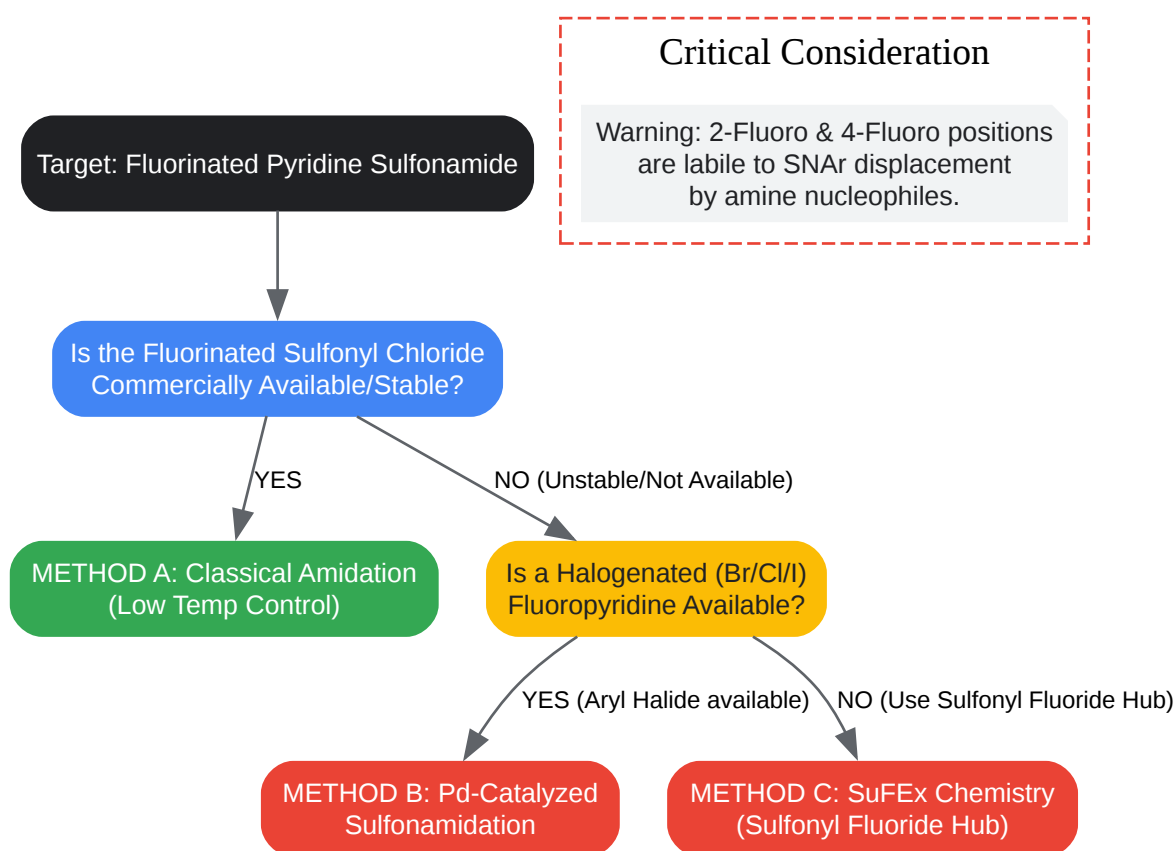 Critical Consideration
Warning: 2-Fluoro & 4-Fluoro positions
are labile to SNAr displacement
by amine nucleophiles.
Target: Fluorinated Pyridine Sulfonamide
Is the Fluorinated Sulfonyl Chloride
Commercially Available/Stable?
YES
NO (Unstable/Not Available)
METHOD A: Classical Amidation
(Low Temp Control)
Is a Halogenated (Br/Cl/I)
Fluoropyridine Available?
YES (Aryl Halide available)
NO (Use Sulfonyl Fluoride Hub)
METHOD B: Pd-Catalyzed
Sulfonamidation
METHOD C: SuFEx Chemistry
(Sulfonyl Fluoride Hub)